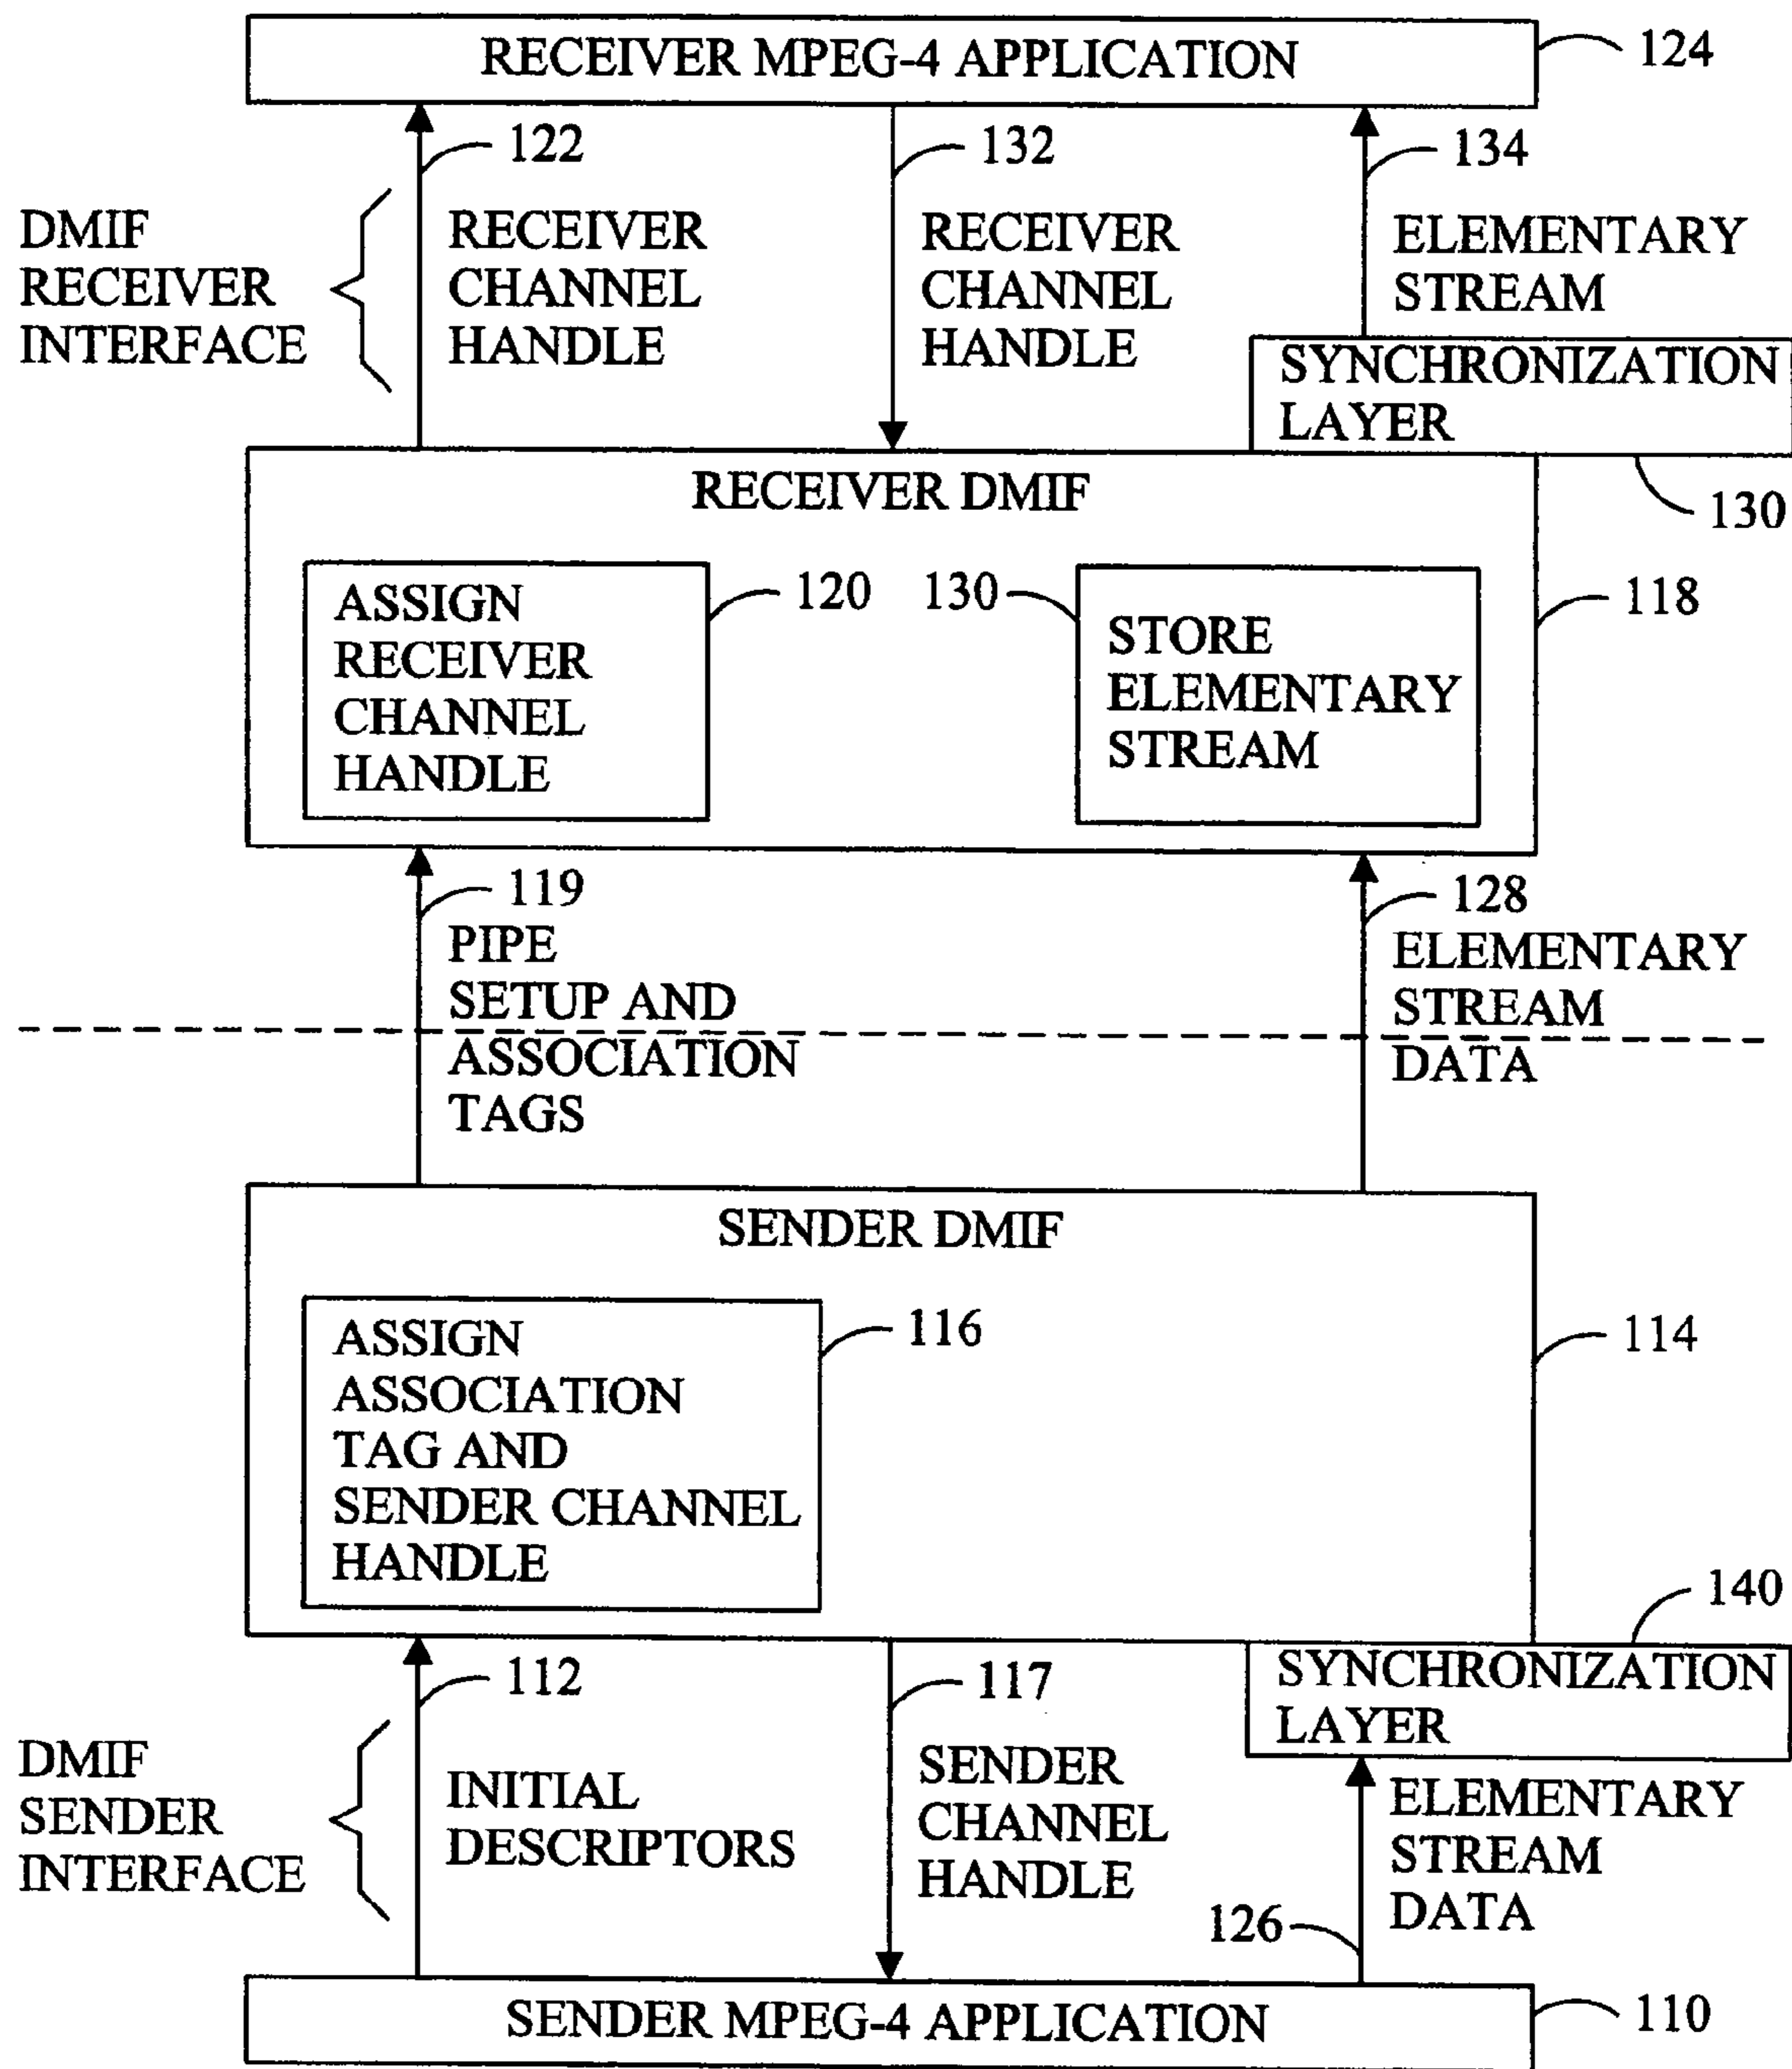 RECEIVER MPEG-4 APPLICATION
124
122
132
134
DMIF
RECEIVER
INTERFACE
RECEIVER
CHANNEL
HANDLE
RECEIVER
CHANNEL
HANDLE
ELEMENTARY
STREAM
SYNCHRONIZATION
LAYER
130
RECEIVER DMIF
ASSIGN
RECEIVER
CHANNEL
HANDLE
120
130
STORE
ELEMENTARY
STREAM
118
119
PIPE
SETUP AND
ASSOCIATION
TAGS
128
ELEMENTARY
STREAM
DATA
SENDER DMIF
ASSIGN
ASSOCIATION
TAG AND
SENDER CHANNEL
HANDLE
116
114
140
SYNCHRONIZATION
LAYER
112
117
DMIF
SENDER
INTERFACE
INITIAL
DESCRIPTORS
SENDER
CHANNEL
HANDLE
ELEMENTARY
STREAM
DATA
126
SENDER MPEG-4 APPLICATION
110